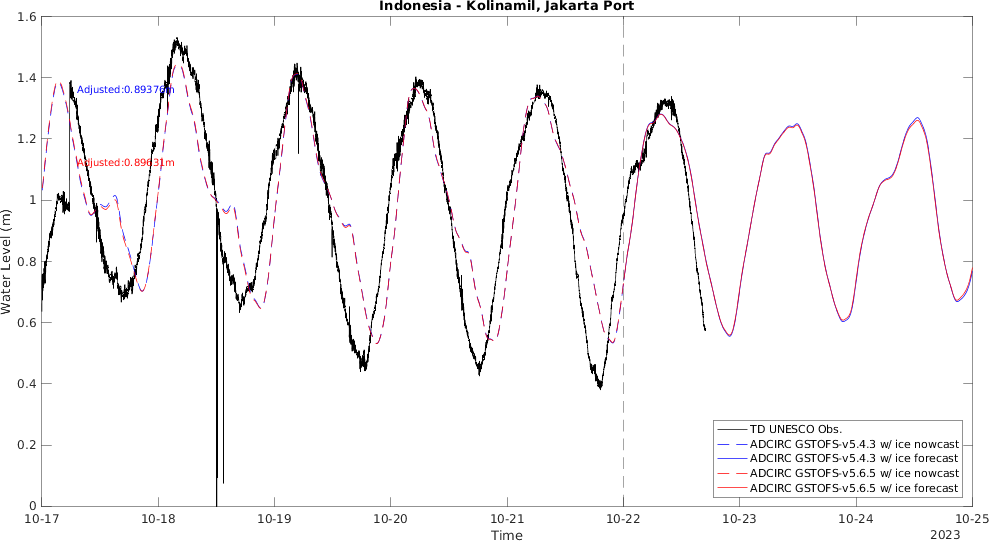 Indonesia - Kolinamil, Jakarta Port
1.6
1.4
1.2
1
0.8
0.6
0.4
0.2
0
Water Level (m)
Adjusted:0.89376m
Adjusted:0.89631m
TD UNESCO Obs.
ADCIRC GSTOFS-v5.4.3 w/ ice nowcast
ADCIRC GSTOFS-v5.4.3 w/ ice forecast
ADCIRC GSTOFS-v5.6.5 w/ ice nowcast
ADCIRC GSTOFS-v5.6.5 w/ ice forecast
10-17 10-18 10-19 10-20 10-21 10-22 10-23 10-24 10-25
Time
2023